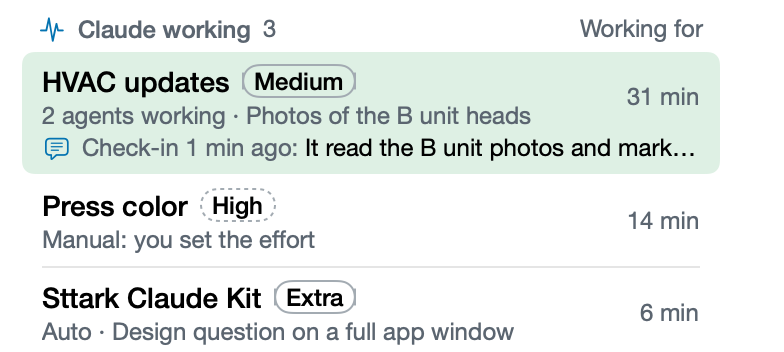 Claude working 3 Working for
HVAC updates Medium
31 min
2 agents working · Photos of the B unit heads
Check-in 1 min ago: It read the B unit photos and mark…
Press color High
14 min
Manual: you set the effort
Sttark Claude Kit Extra
6 min
Auto · Design question on a full app window